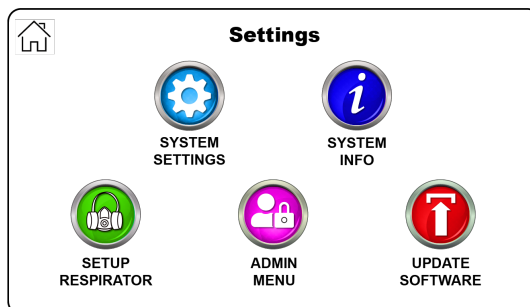 Settings
SYSTEM
SETTINGS
SYSTEM
INFO
SETUP
RESPIRATOR
ADMIN
MENU
UPDATE
SOFTWARE